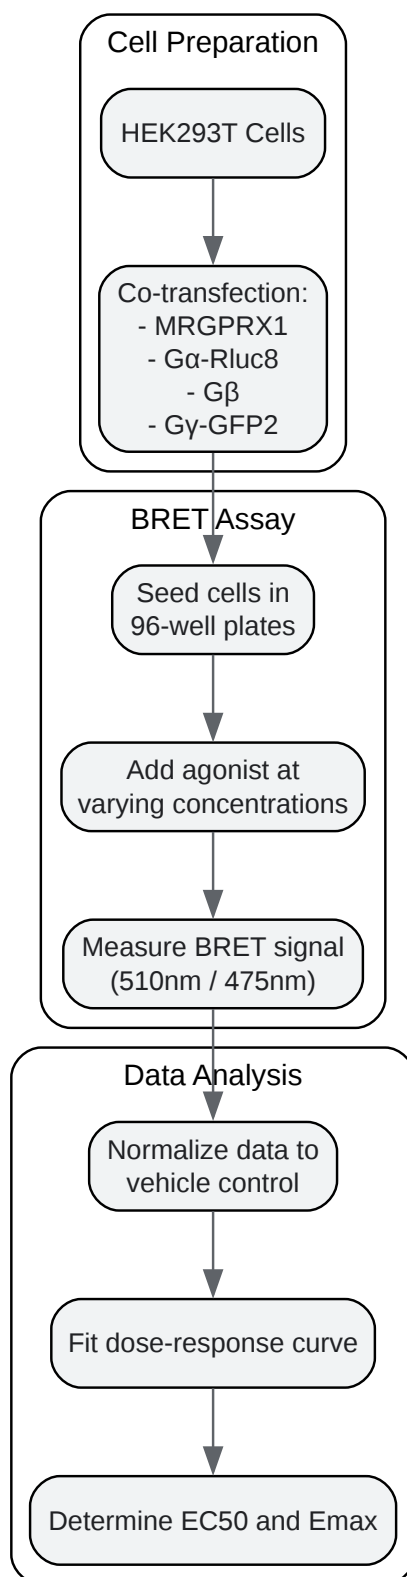 Cell Preparation
HEK293T Cells
Co-transfection:
- MRGPRX1
- Gα-Rluc8
- Gβ
- Gγ-GFP2
BRET Assay
Seed cells in
96-well plates
Add agonist at
varying concentrations
Measure BRET signal
(510nm / 475nm)
Data Analysis
Normalize data to
vehicle control
Fit dose-response curve
Determine EC50 and Emax